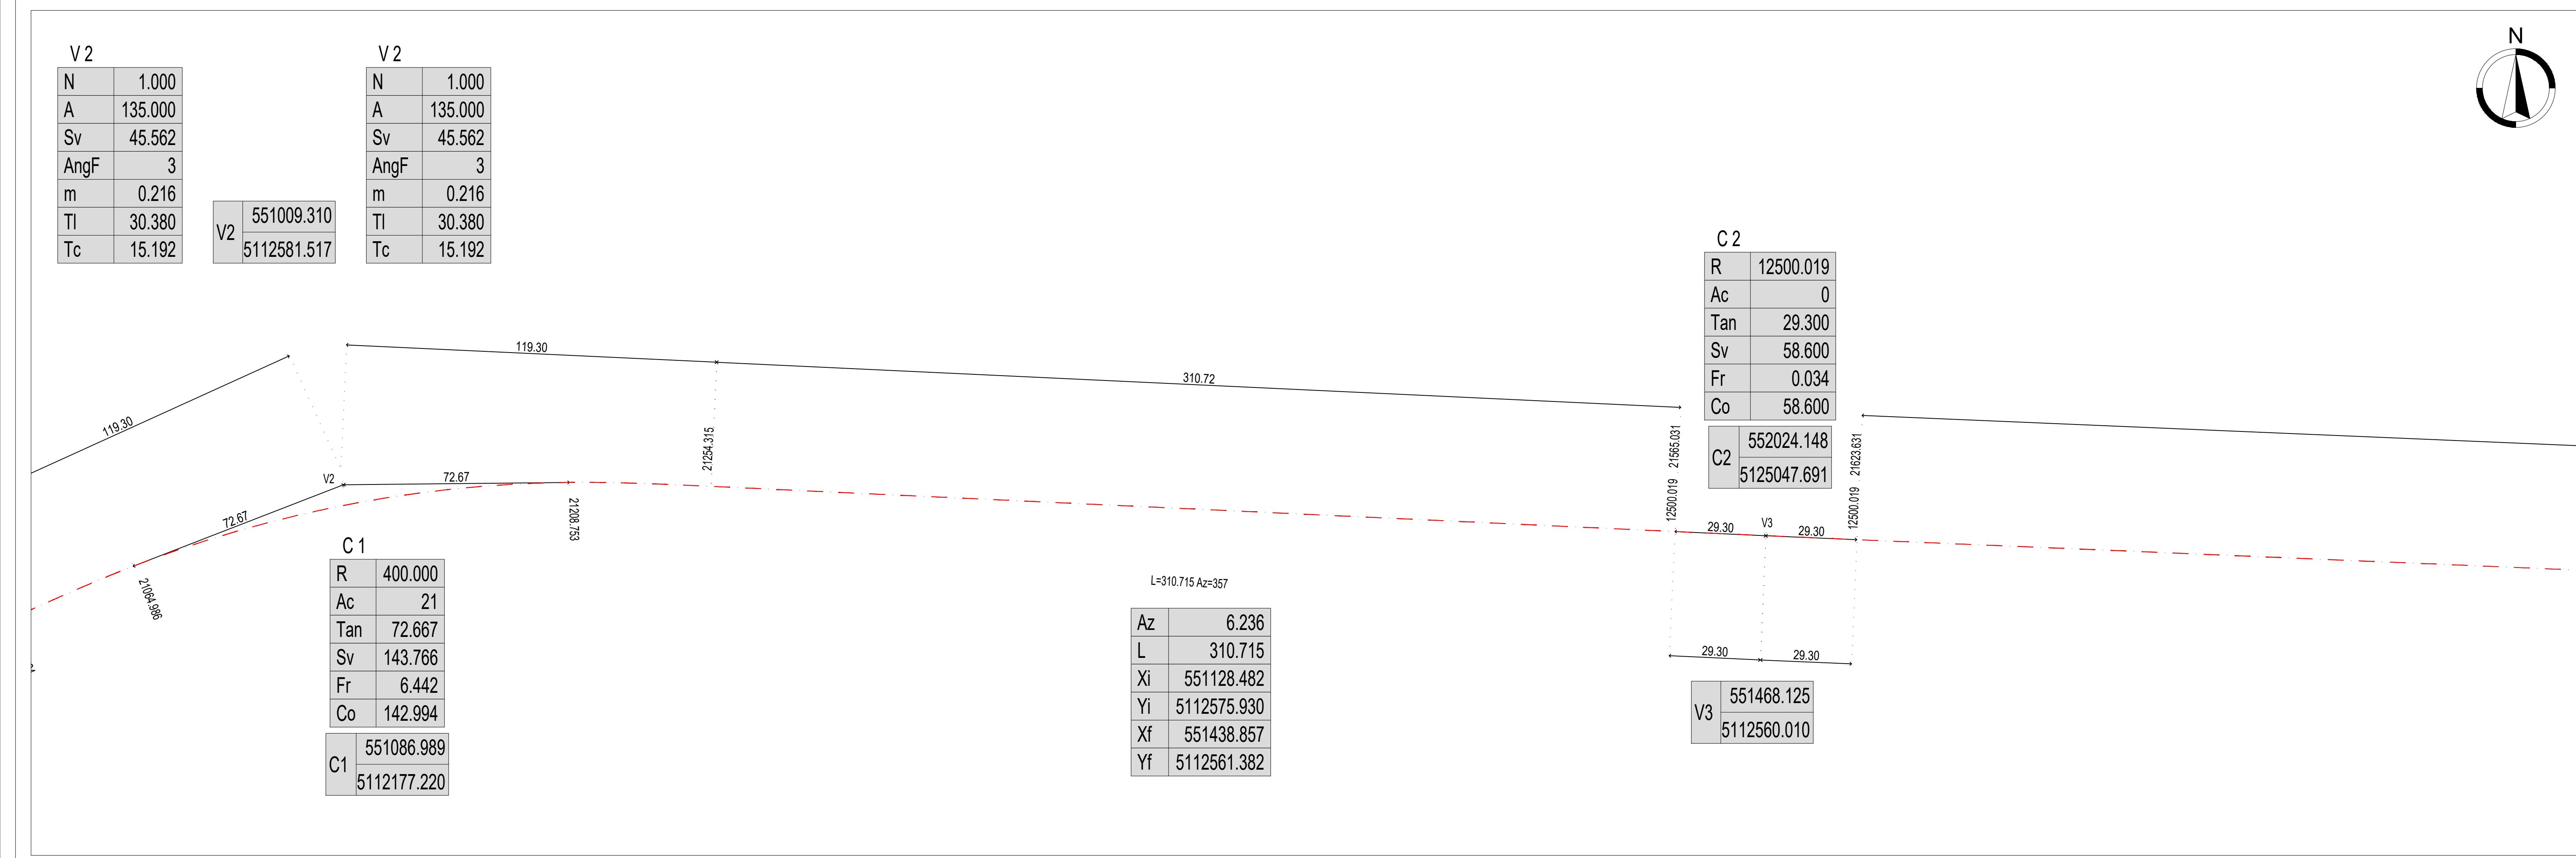 N
V 2
N 1.000
A 135.000
Sv 45.562
AngF 3
m 0.216
Tl 30.380
Tc 15.192
V2 551009.310
5112581.517
V 2
N 1.000
A 135.000
Sv 45.562
AngF 3
m 0.216
Tl 30.380
Tc 15.192
C 2
R 12500.019
Ac 0
Tan 29.300
Sv 58.600
Fr 0.034
Co 58.600
C2 552024.148
5125047.691
119.30
310.72
119.30
21254.315
12500.019 21565.031
12500.019 21623.631
V2
72.67
72.67
21208.753
21064.986
29.30
V3
29.30
C 1
R 400.000
Ac 21
Tan 72.667
Sv 143.766
Fr 6.442
Co 142.994
C1 551086.989
5112177.220
L=310.715 Az=357
Az 6.236
L 310.715
Xi 551128.482
Yi 5112575.930
Xf 551438.857
Yf 5112561.382
29.30
29.30
V3 551468.125
5112560.010